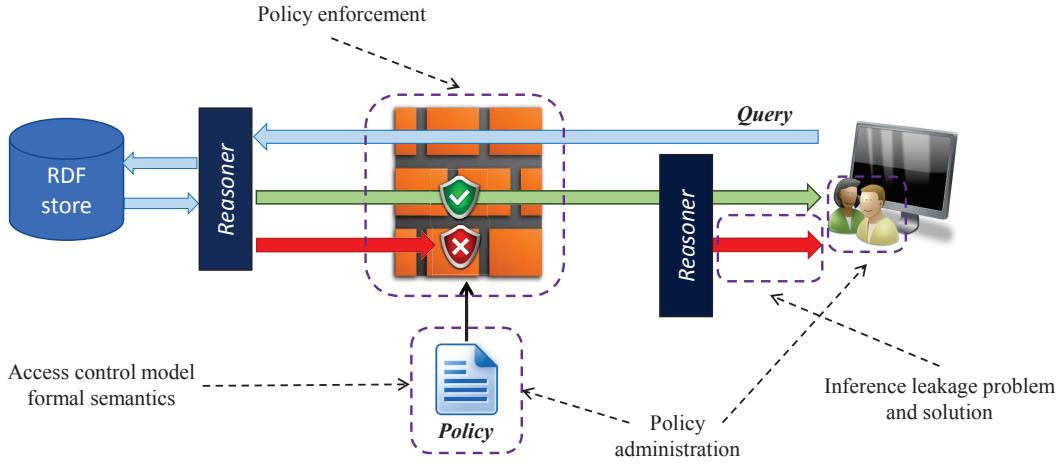 Policy enforcement
Query
RDF
store
Reasoner
Reasoner
Access control model
formal semantics
Policy
Policy
administration
Inference leakage problem
and solution